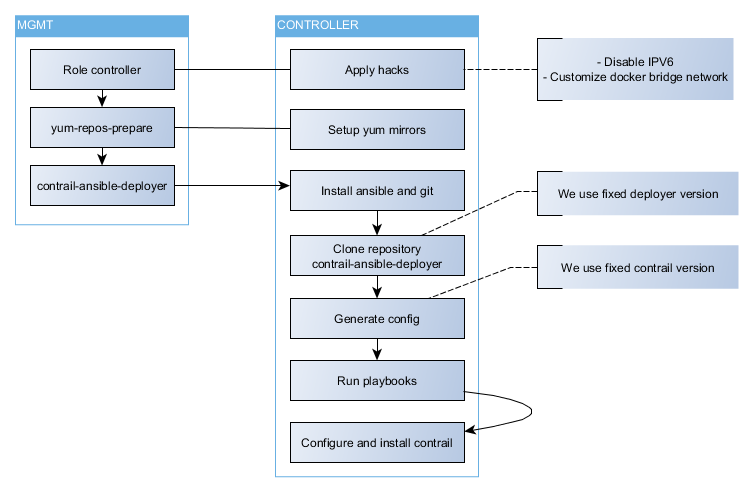 MGMT
Role controller
yum-repos-prepare
contrail-ansible-deployer
CONTROLLER
Apply hacks
Setup yum mirrors
Install ansible and git
Clone repository
contrail-ansible-deployer
Generate config
Run playbooks
Configure and install contrail
- Disable IPV6
- Customize docker bridge network
We use fixed deployer version
We use fixed contrail version